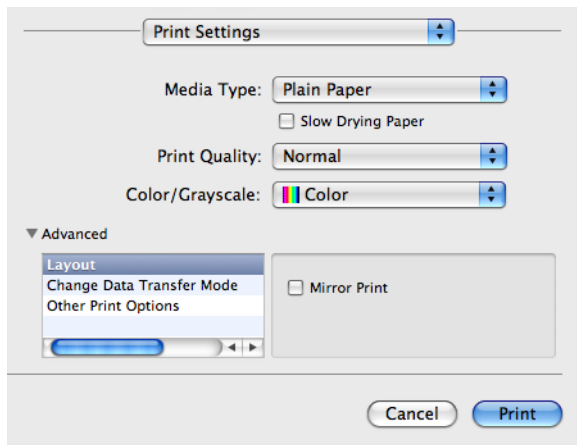 Print Settings
Media Type: Plain Paper
Slow Drying Paper
Print Quality: Normal
Color/Grayscale: Color
Advanced
Layout
Change Data Transfer Mode
Other Print Options
Mirror Print
Cancel Print